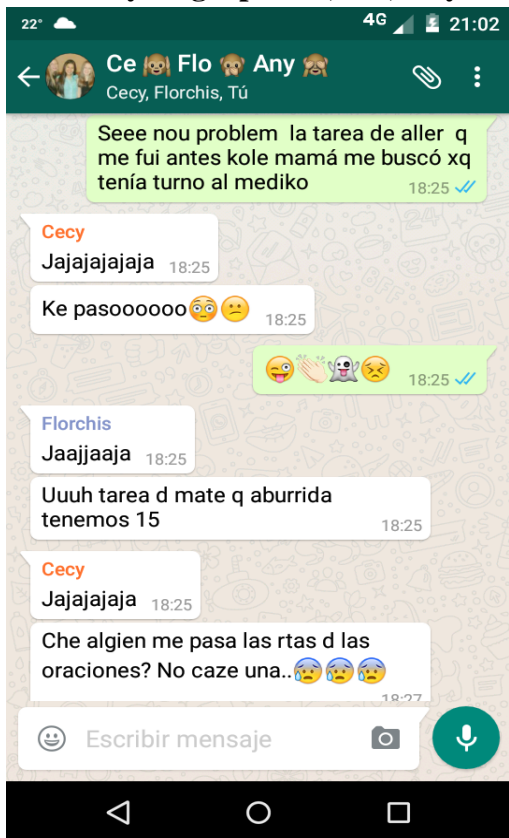 22° 4G 21:02
Ce 🙉 Flo 🙊 Any 🙈
Cecy, Florchis, Tú
Seee nou problem la tarea de aller q
me fui antes kole mamá me buscó xq
tenía turno al mediko 18:25
Cecy
Jajajajajaja 18:25
Ke pasoooooo😳😕 18:25
😜👏🏻👻😣 18:25
Florchis
Jaajjaaja 18:25
Uuuh tarea d mate q aburrida
tenemos 15 18:25
Cecy
Jajajajaja 18:25
Che algien me pasa las rtas d las
oraciones? No caze una..😰😰😰
18:27
Escribir mensaje